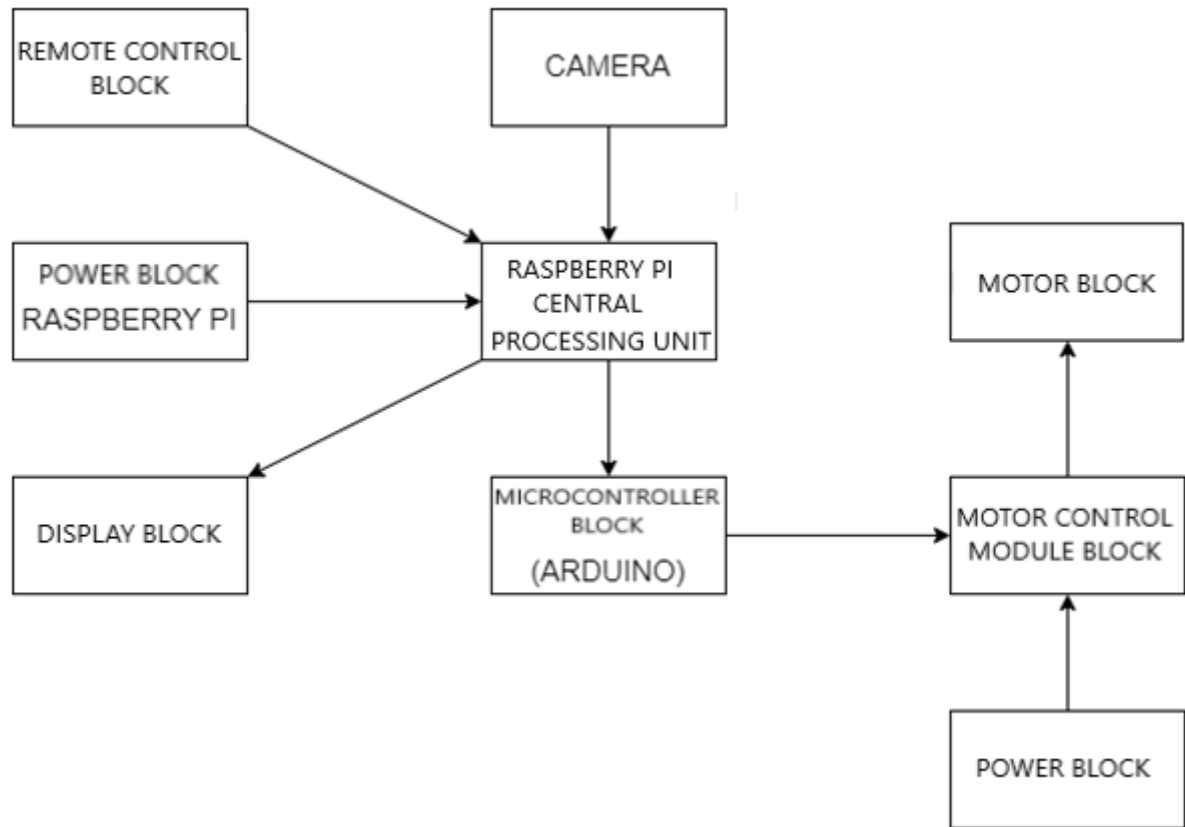 REMOTE CONTROL
BLOCK
CAMERA
POWER BLOCK
RASPBERRY PI
RASPBERRY PI
CENTRAL
PROCESSING UNIT
MOTOR BLOCK
DISPLAY BLOCK
MICROCONTROLLER
BLOCK
(ARDUINO)
MOTOR CONTROL
MODULE BLOCK
POWER BLOCK